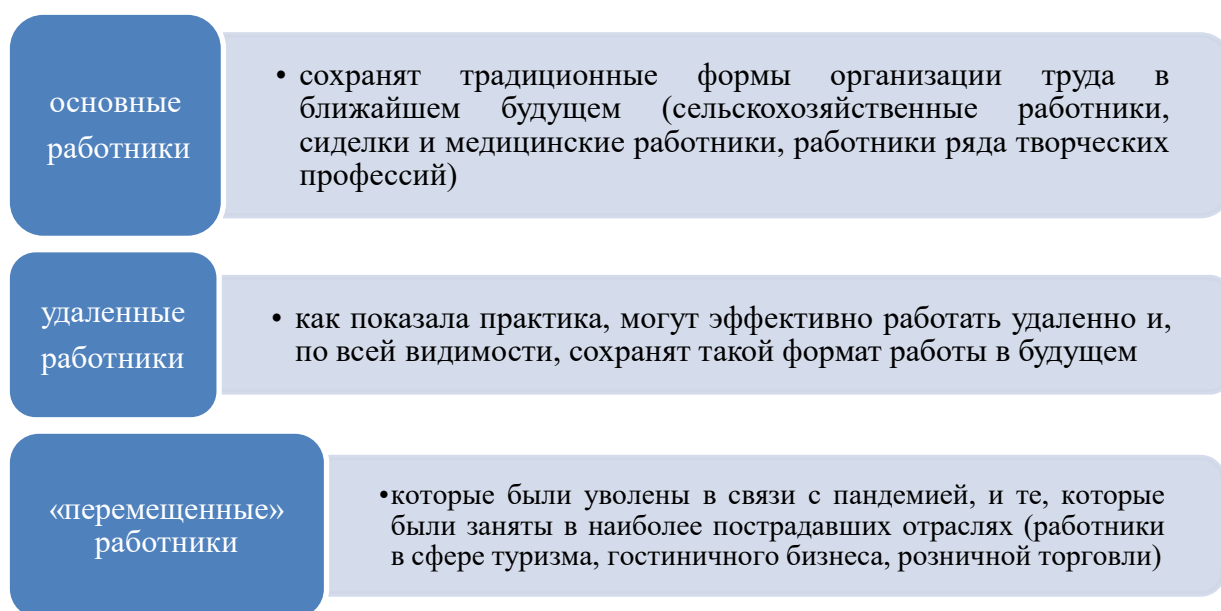 основные
работники
• сохранят традиционные формы организации труда в
ближайшем будущем (сельскохозяйственные работники,
сиделки и медицинские работники, работники ряда творческих
профессий)
удаленные
работники
• как показала практика, могут эффективно работать удаленно и,
по всей видимости, сохранят такой формат работы в будущем
«перемещенные»
работники
•которые были уволены в связи с пандемией, и те, которые
были заняты в наиболее пострадавших отраслях (работники
в сфере туризма, гостиничного бизнеса, розничной торговли)